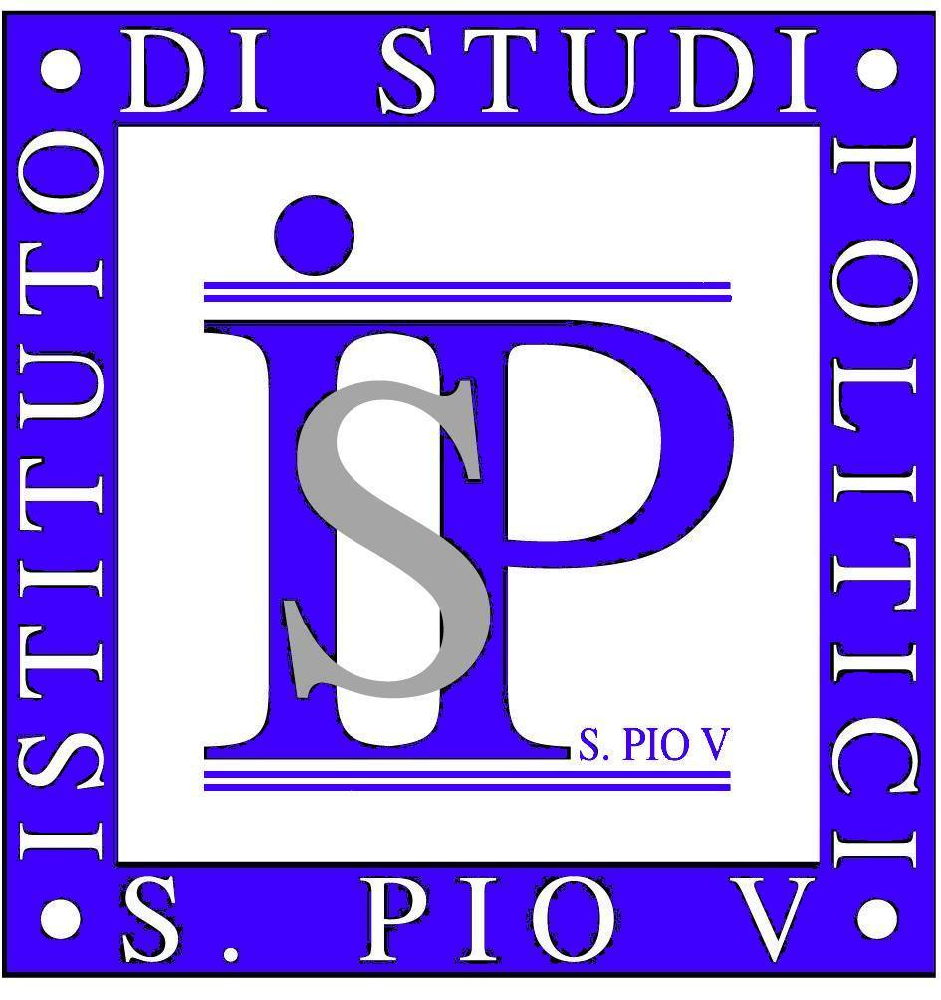 ISTITUTO
DI STUDI
POLITICI
S. PIO V
ISP
S. PIO V